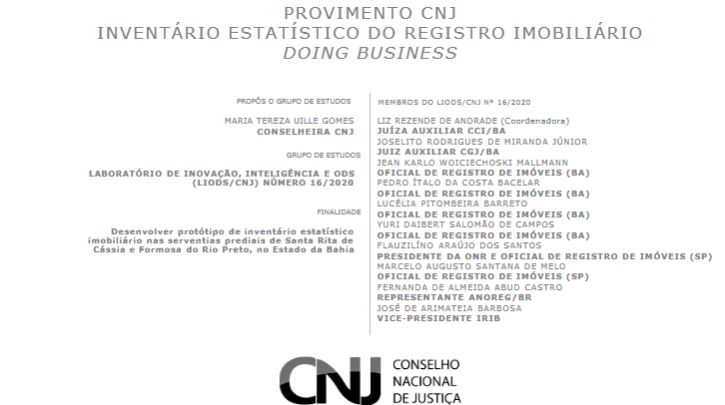 PROVIMENTO CNJ
INVENTÁRIO ESTATÍSTICO DO REGISTRO IMOBILIÁRIO
DOING BUSINESS
PROPÔS O GRUPO DE ESTUDOS
MARIA TEREZA UILLE GOMES
CONSELHEIRA CNJ
GRUPO DE ESTUDOS
LABORATÓRIO DE INOVAÇÃO, INTELIGÊNCIA E ODS
(LIODS/CNJ) NÚMERO 16/2020
FINALIDADE
Desenvolver protótipo de inventário estatístico
imobiliário nas serventias prediais de Santa Rita de
Cássia e Formosa do Rio Preto, no Estado da Bahia
MEMBROS DO LIODS/CNJ Nº 16/2020
LIZ REZENDE DE ANDRADE (Coordenadora)
JUÍZA AUXILIAR CCI/BA
JOSELITO RODRIGUES DE MIRANDA JÚNIOR
JUIZ AUXILIAR CGJ/BA
JEAN KARLO WOICIECHOSKI MALLMANN
OFICIAL DE REGISTRO DE IMÓVEIS (BA)
PEDRO ÍTALO DA COSTA BACELAR
OFICIAL DE REGISTRO DE IMÓVEIS (BA)
LUCÉLIA PITOMBEIRA BARRETO
OFICIAL DE REGISTRO DE IMÓVEIS (BA)
YURI DAIBERT SALOMÃO DE CAMPOS
OFICIAL DE REGISTRO DE IMÓVEIS (BA)
FLAUZILÍNO ARAÚJO DOS SANTOS
PRESIDENTE DA ONR E OFICIAL DE REGISTRO DE IMÓVEIS (SP)
MARCELO AUGUSTO SANTANA DE MELO
OFICIAL DE REGISTRO DE IMÓVEIS (SP)
FERNANDA DE ALMEIDA ABUD CASTRO
REPRESENTANTE ANOREG/BR
JOSÉ DE ARIMATEIA BARBOSA
VICE-PRESIDENTE IRIB
CNJ
CONSELHO
NACIONAL
DE JUSTIÇA